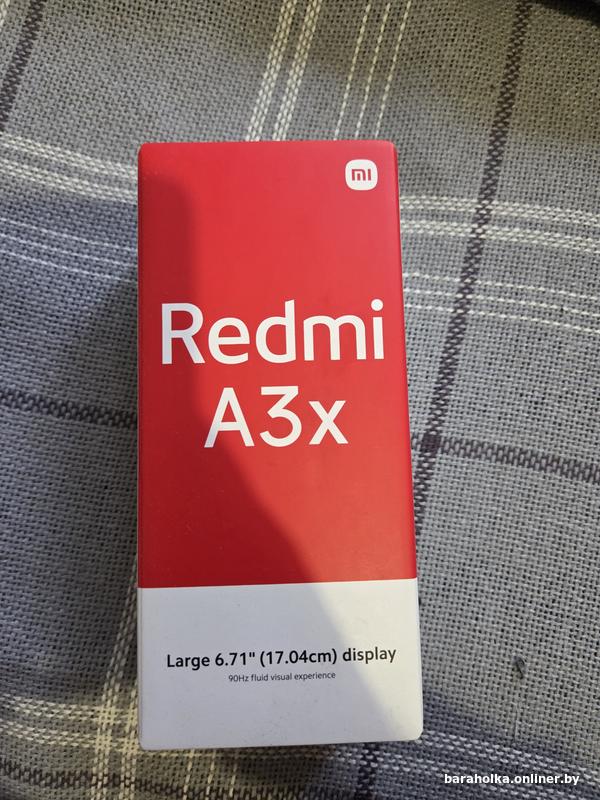 mi
Redmi
A3x
Large 6.71" (17.04cm) display
90Hz fluid visual experience
baraholka.onliner.by